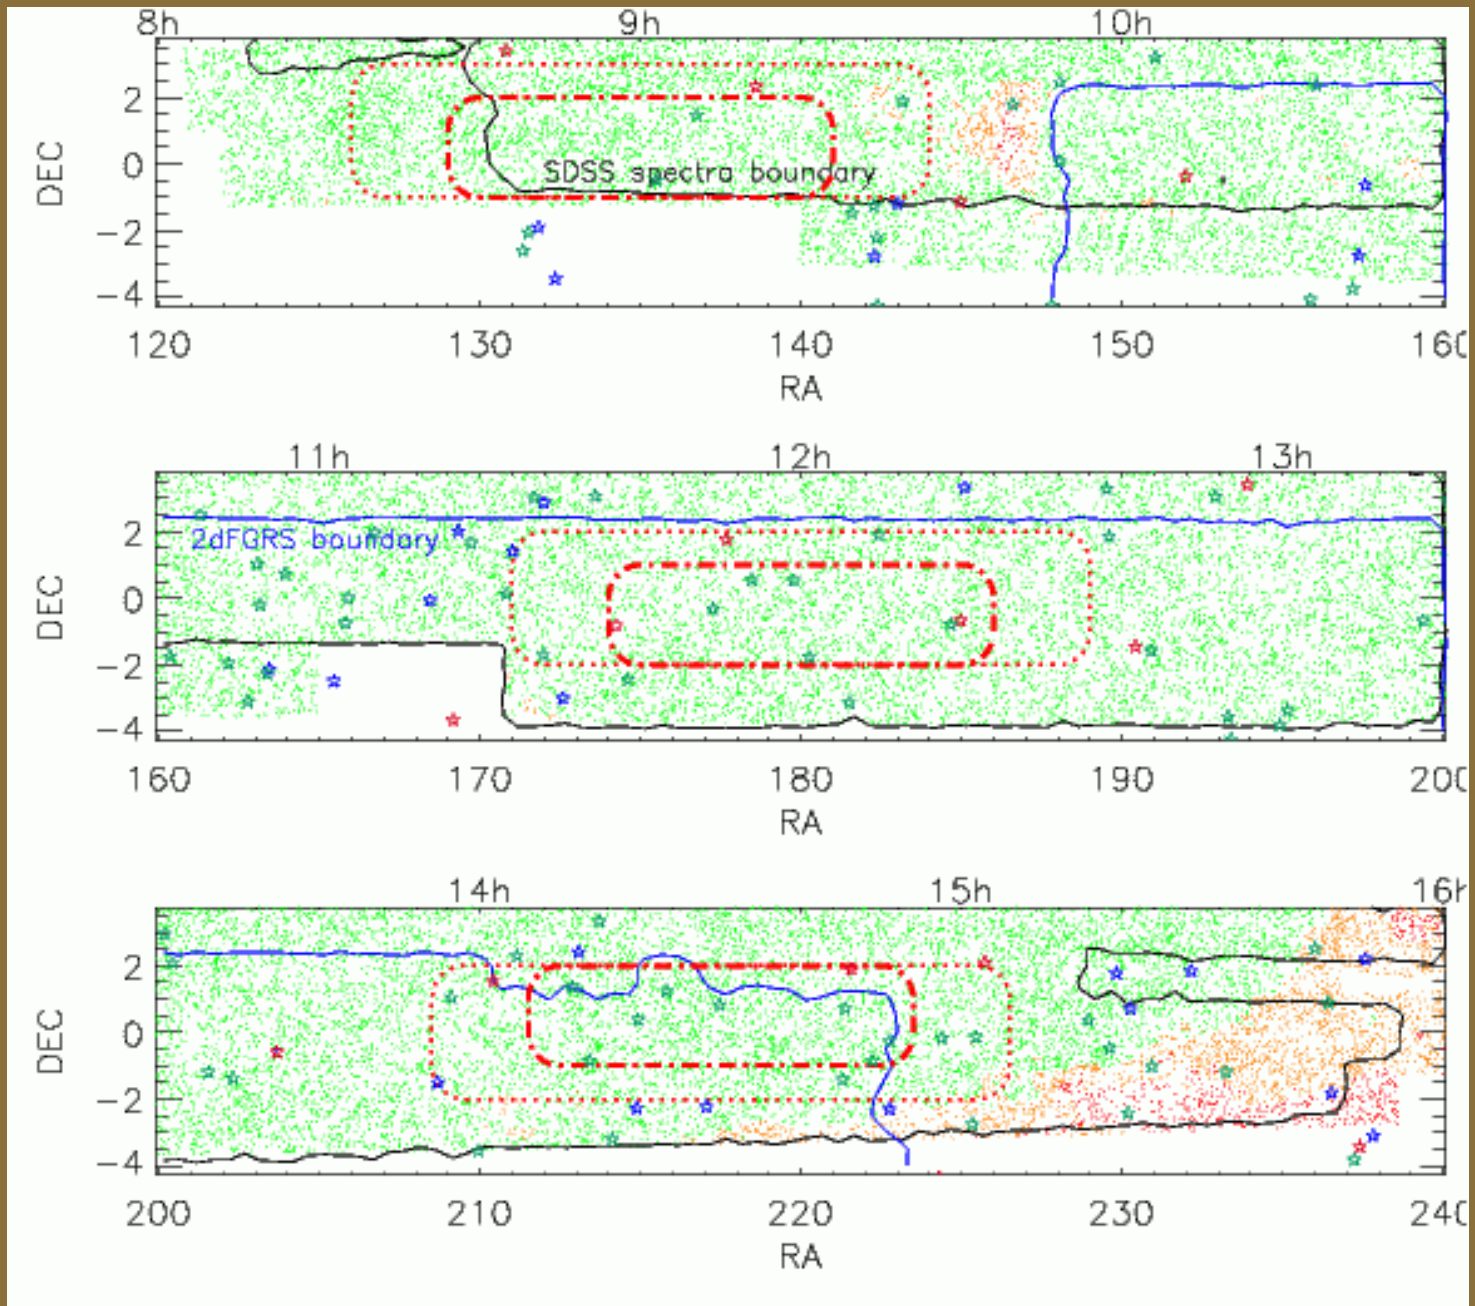 8h 9h 10h
2
0
-2
-4
DEC
SDSS spectra boundary
120 130 140 150 160
RA
11h 12h 13h
2
0
-2
-4
DEC
2dFGRS boundary
160 170 180 190 200
RA
14h 15h 16h
2
0
-2
-4
DEC
200 210 220 230 240
RA